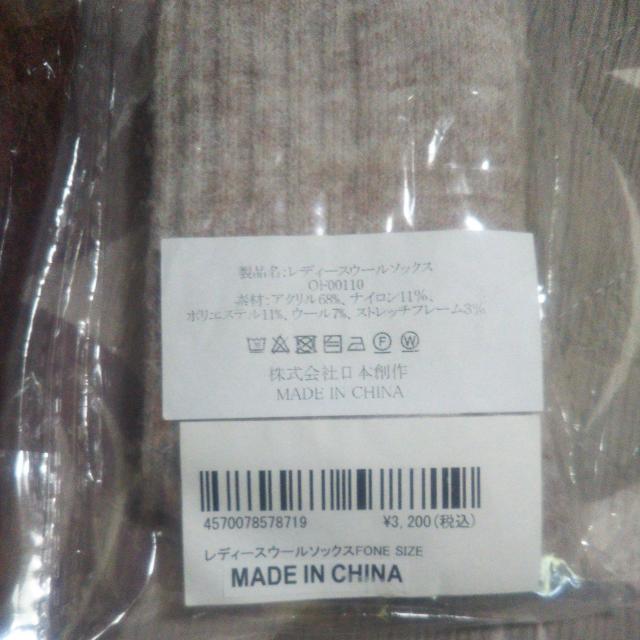 製品名:レディースウールソックス
OF00110
素材:アクリル68%、ナイロン11%、
ポリエステル11%、ウール7%、ストレッチフレーム3%
株式会社日本創作
MADE IN CHINA
4570078578719 ¥3,200(税込)
レディースウールソックスFONE SIZE
MADE IN CHINA